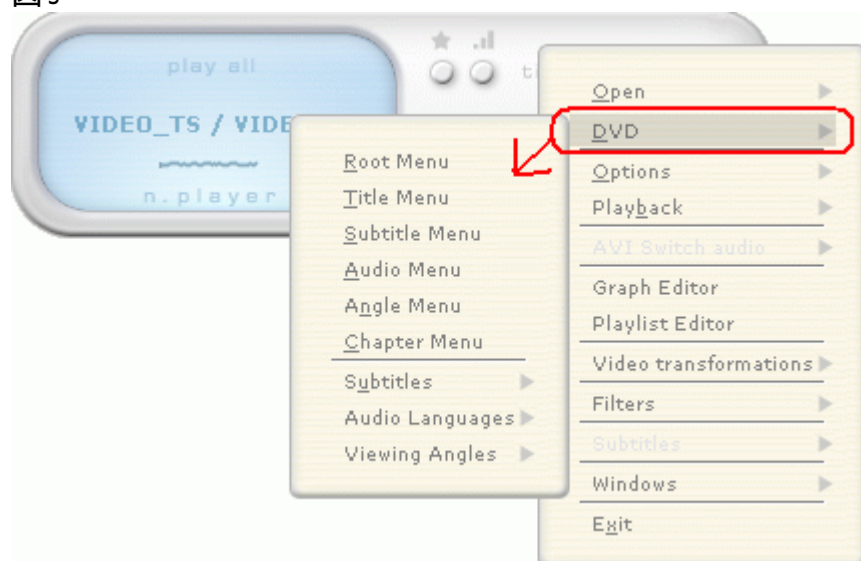 play all
VIDEO_TS / VIDE
n.player
Open
DVD
Options
Playback
AVI Switch audio
Graph Editor
Playlist Editor
Video transformations
Filters
Subtitles
Windows
Exit
Root Menu
Title Menu
Subtitle Menu
Audio Menu
Angle Menu
Chapter Menu
Subtitles
Audio Languages
Viewing Angles